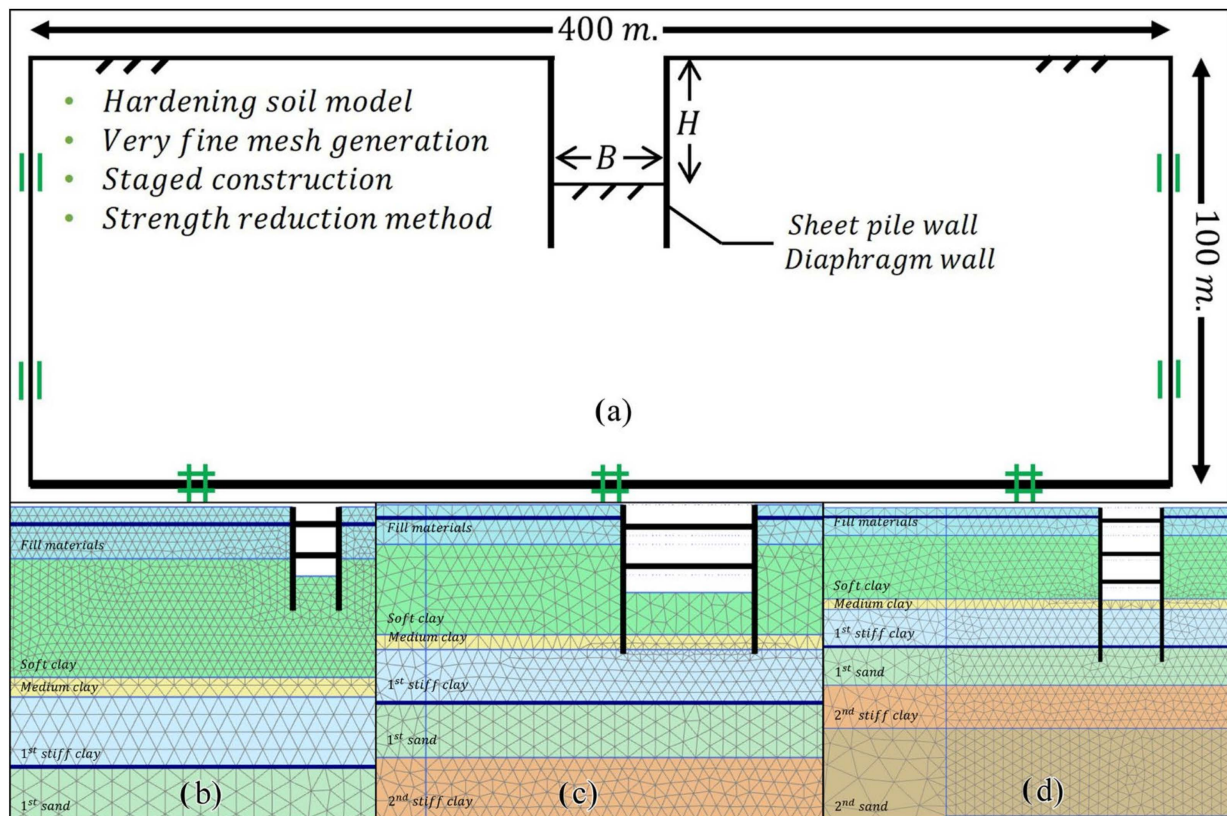 400 m.
• Hardening soil model
• Very fine mesh generation
• Staged construction
• Strength reduction method
B
H
Sheet pile wall
Diaphragm wall
100 m.
(a)
Fill materials
Soft clay
Medium clay
1st stiff clay
1st sand
(b)
Fill materials
Soft clay
Medium clay
1st stiff clay
1st sand
2nd stiff clay
(c)
Fill materials
Soft clay
Medium clay
1st stiff clay
1st sand
2nd stiff clay
2nd sand
(d)